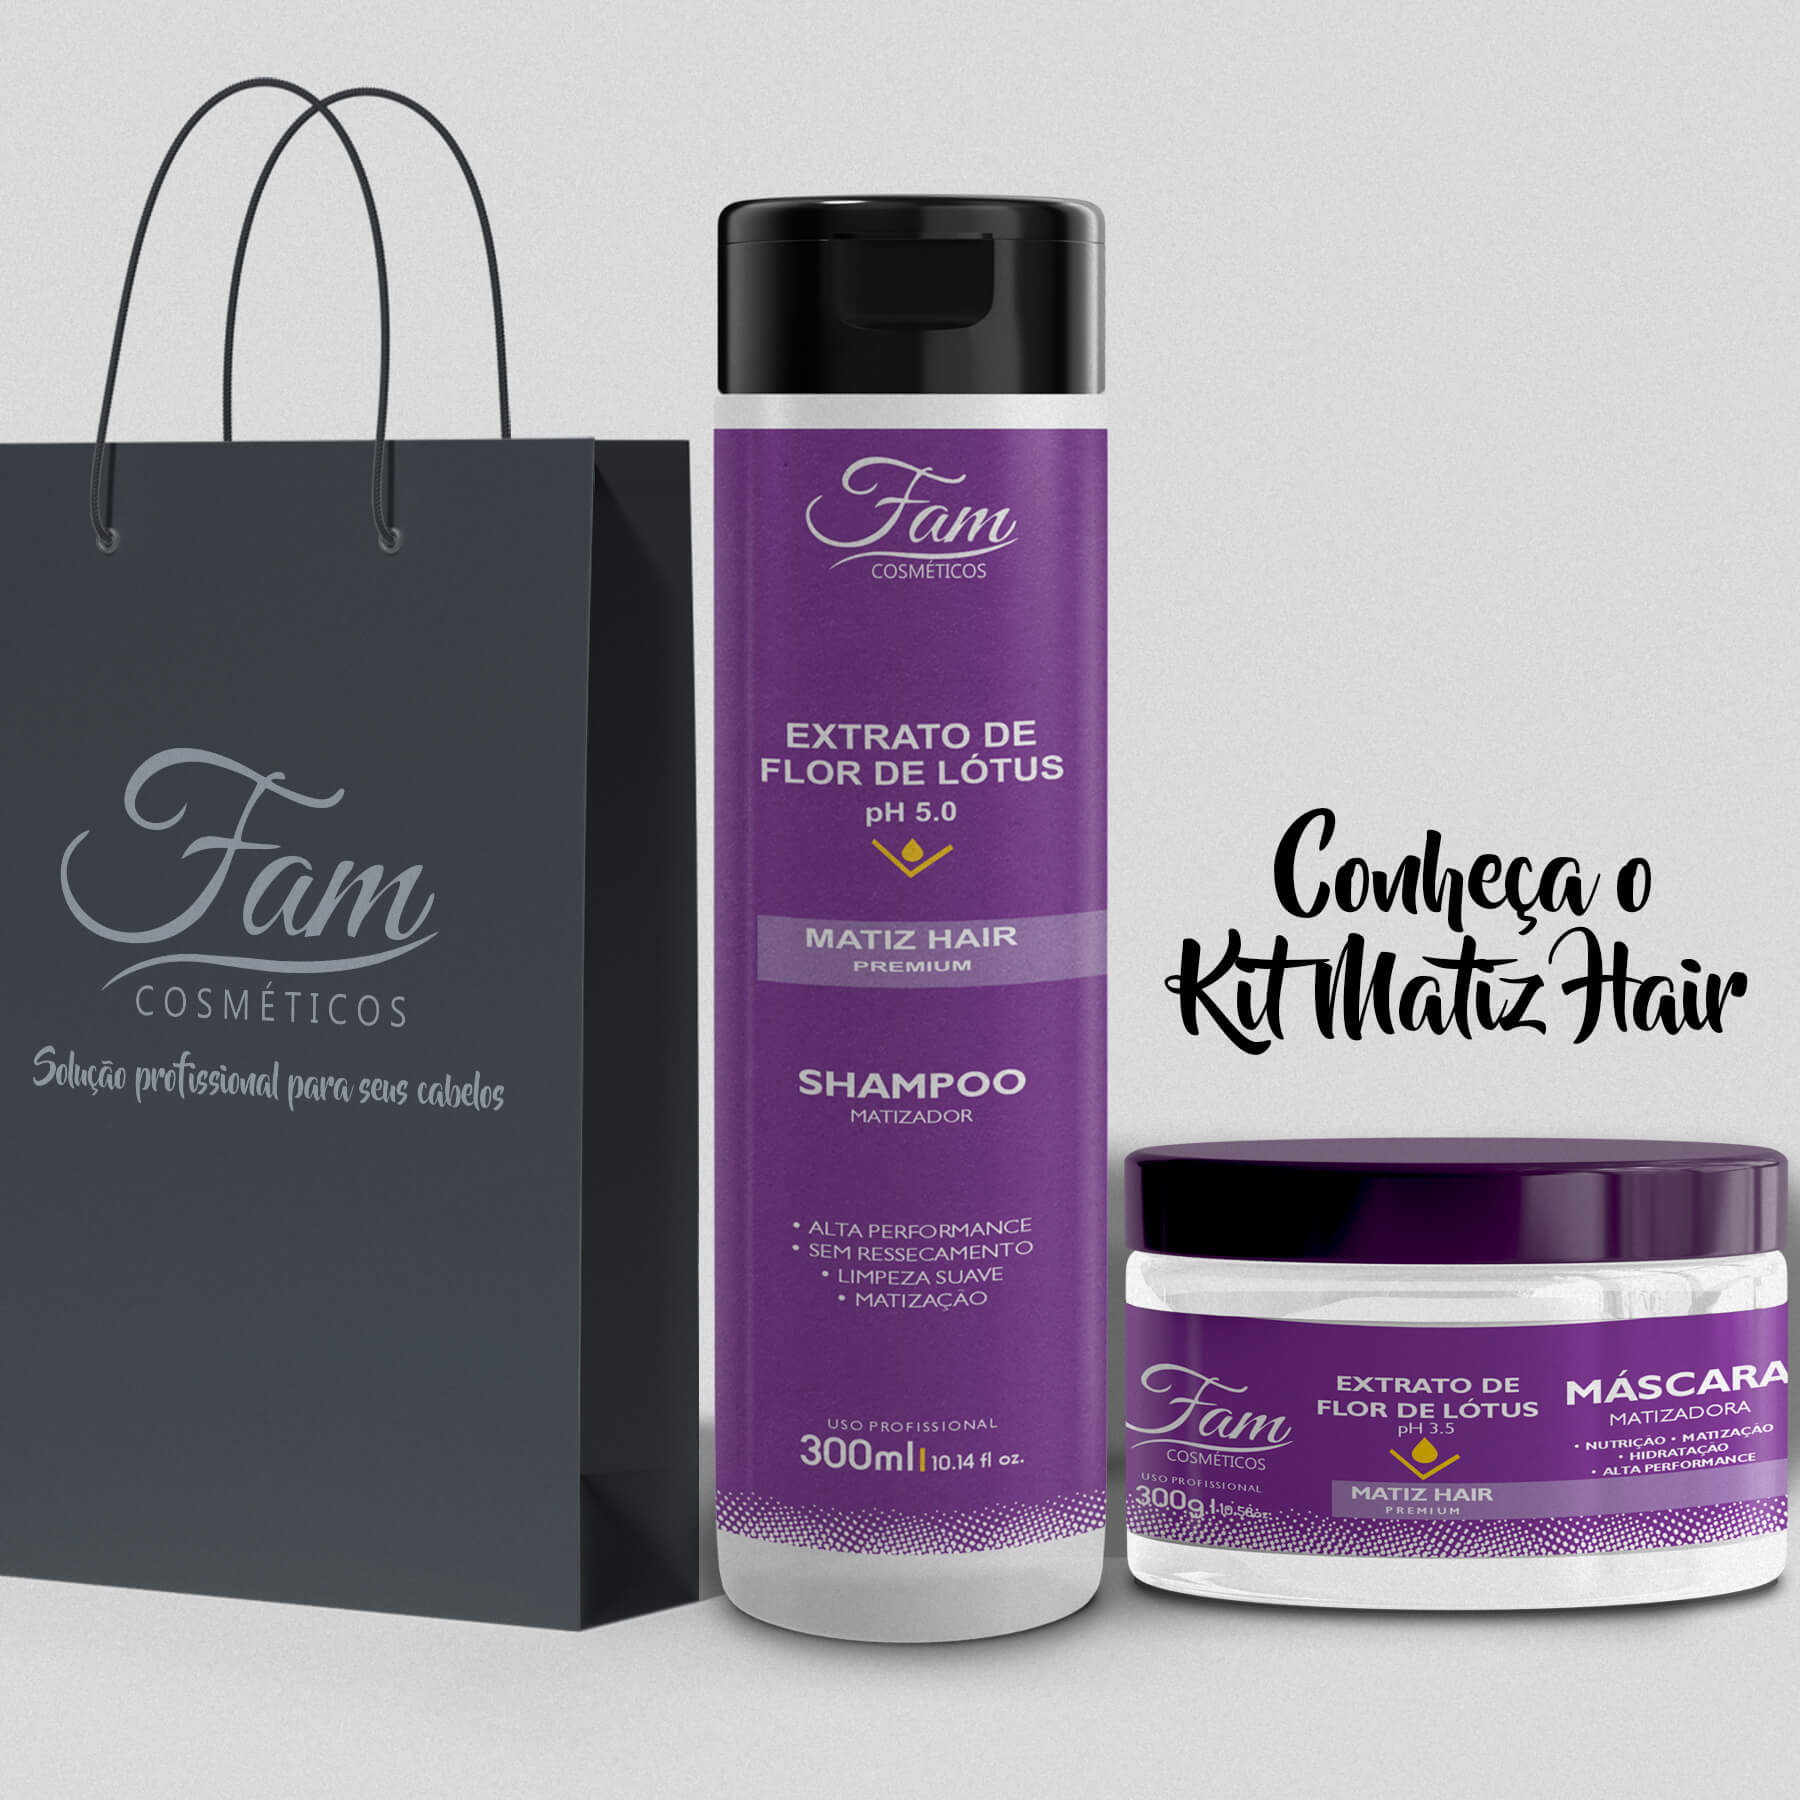 Fam
COSMÉTICOS
Solução profissional para seus cabelos
Fam
COSMÉTICOS
EXTRATO DE
FLOR DE LÓTUS
pH 5.0
MATIZ HAIR
PREMIUM
SHAMPOO
MATIZADOR
• ALTA PERFORMANCE
• SEM RESSECAMENTO
• LIMPEZA SUAVE
• MATIZAÇÃO
USO PROFISSIONAL
300ml | 10.14 fl oz.
Conheça o
Kit Matiz Hair
Fam
COSMÉTICOS
USO PROFISSIONAL
300g | 10.58oz
EXTRATO DE
FLOR DE LÓTUS
pH 3.5
MATIZ HAIR
PREMIUM
MÁSCARA
MATIZADORA
• NUTRIÇÃO • MATIZAÇÃO
• HIDRATAÇÃO
• ALTA PERFORMANCE